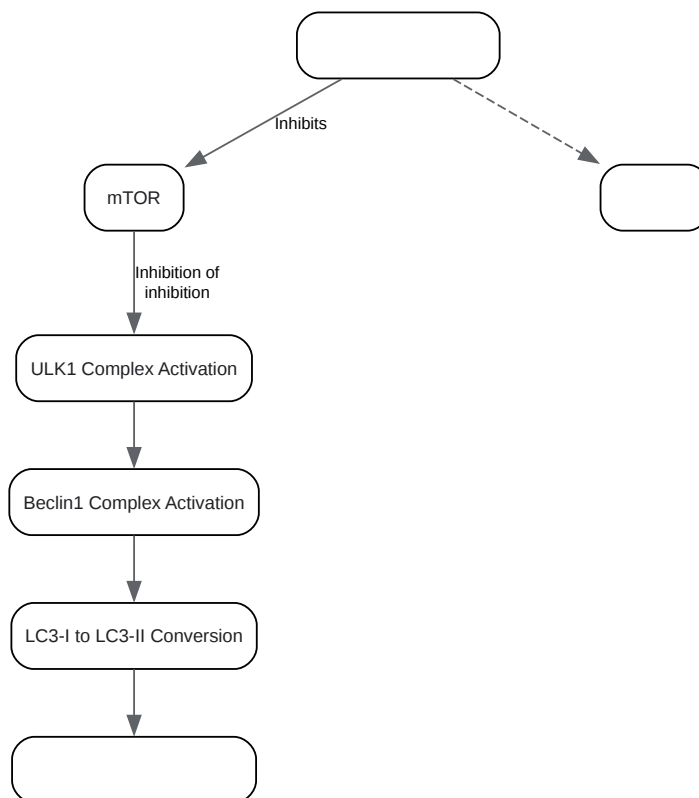 Inhibits
mTOR
Inhibition of
inhibition
ULK1 Complex Activation
Beclin1 Complex Activation
LC3-I to LC3-II Conversion